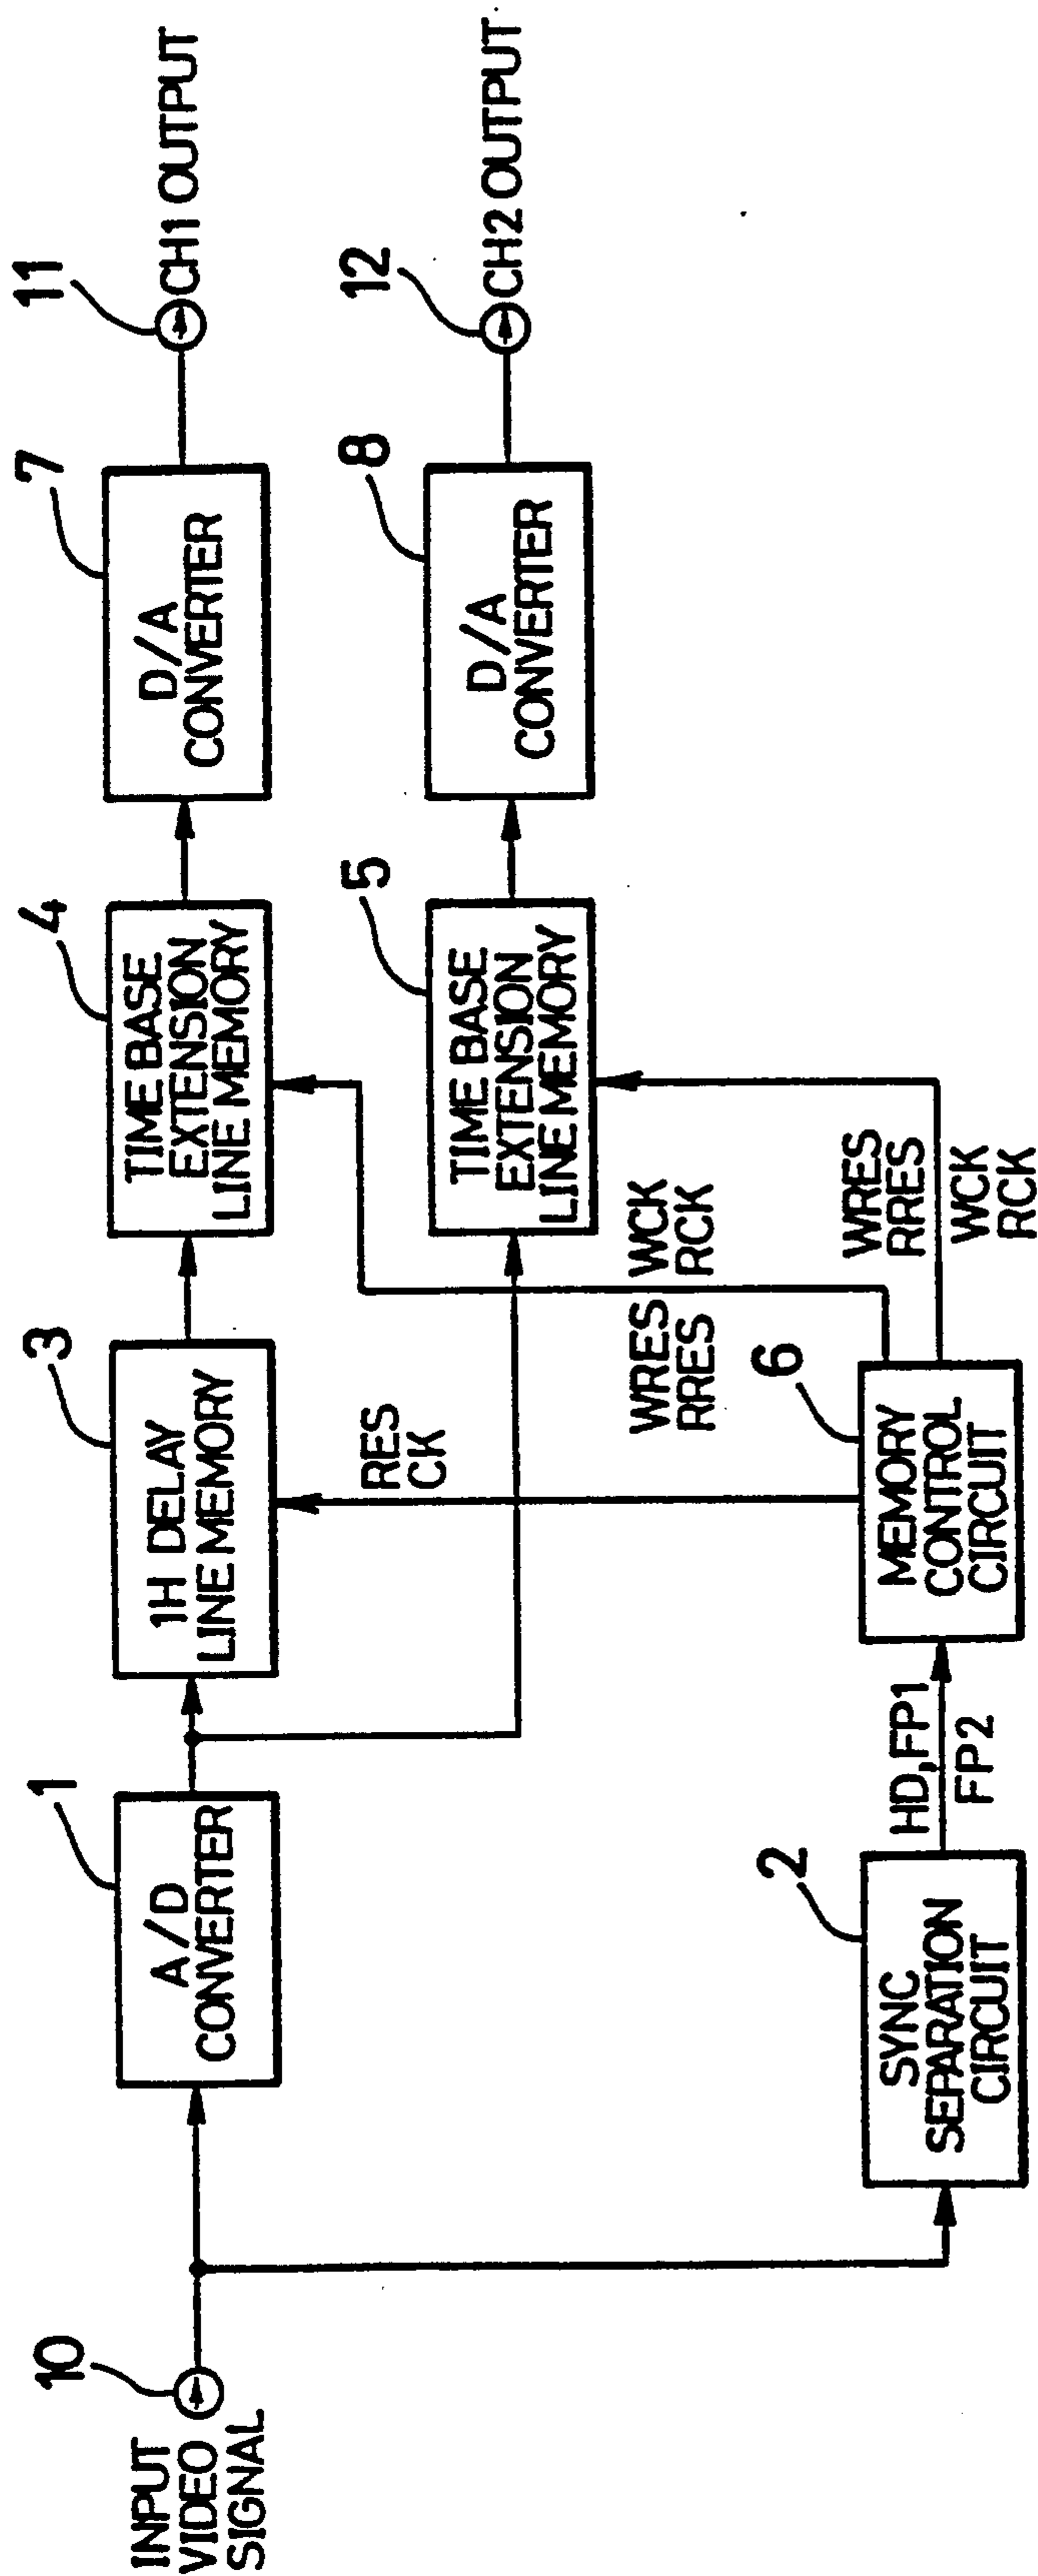 10
INPUT
VIDEO
SIGNAL
1
A/D
CONVERTER
3
1H DELAY
LINE MEMORY
4
TIME BASE
EXTENSION
LINE MEMORY
7
D/A
CONVERTER
11
CH1 OUTPUT
5
TIME BASE
EXTENSION
LINE MEMORY
8
D/A
CONVERTER
12
CH2 OUTPUT
RES
CK
WRES
RRES
WCK
RCK
WRES
RRES
WCK
RCK
2
SYNC
SEPARATION
CIRCUIT
HD,FP1
FP2
6
MEMORY
CONTROL
CIRCUIT